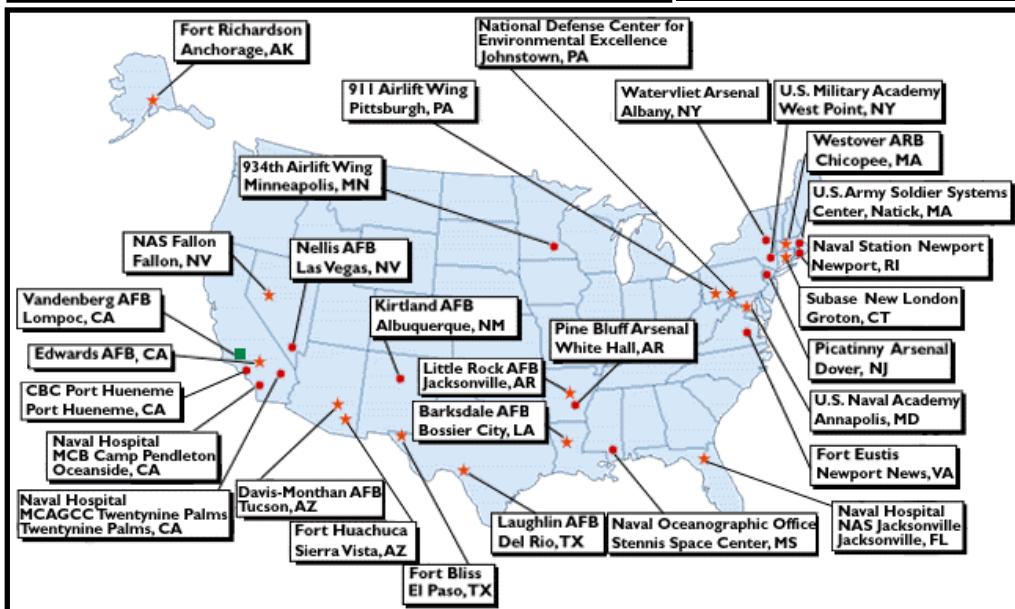 Fort Richardson
Anchorage, AK
National Defense Center for
Environmental Excellence
Johnstown, PA
911 Airlift Wing
Pittsburgh, PA
Watervliet Arsenal
Albany, NY
U.S. Military Academy
West Point, NY
Westover ARB
Chicopee, MA
934th Airlift Wing
Minneapolis, MN
U.S. Army Soldier Systems
Center, Natick, MA
NAS Fallon
Fallon, NV
Nellis AFB
Las Vegas, NV
Naval Station Newport
Newport, RI
Vandenberg AFB
Lompoc, CA
Kirtland AFB
Albuquerque, NM
Subase New London
Groton, CT
Pine Bluff Arsenal
White Hall, AR
Edwards AFB, CA
Picatinny Arsenal
Dover, NJ
Little Rock AFB
Jacksonville, AR
CBC Port Hueneme
Port Hueneme, CA
Barksdale AFB
Bossier City, LA
U.S. Naval Academy
Annapolis, MD
Naval Hospital
MCB Camp Pendleton
Oceanside, CA
Fort Eustis
Newport News, VA
Naval Hospital
MCAGCC Twentynine Palms
Twentynine Palms, CA
Davis-Monthan AFB
Tucson, AZ
Fort Huachuca
Sierra Vista, AZ
Fort Bliss
El Paso, TX
Laughlin AFB
Del Rio, TX
Naval Oceanographic Office
Stennis Space Center, MS
Naval Hospital
NAS Jacksonville
Jacksonville, FL